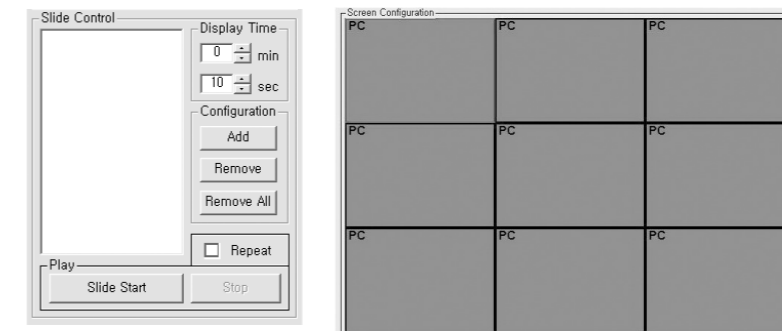 Slide Control
Display Time
0 min
10 sec
Configuration
Add
Remove
Remove All
Repeat
Play
Slide Start
Stop
Screen Configuration
PC PC PC
PC PC PC
PC PC PC